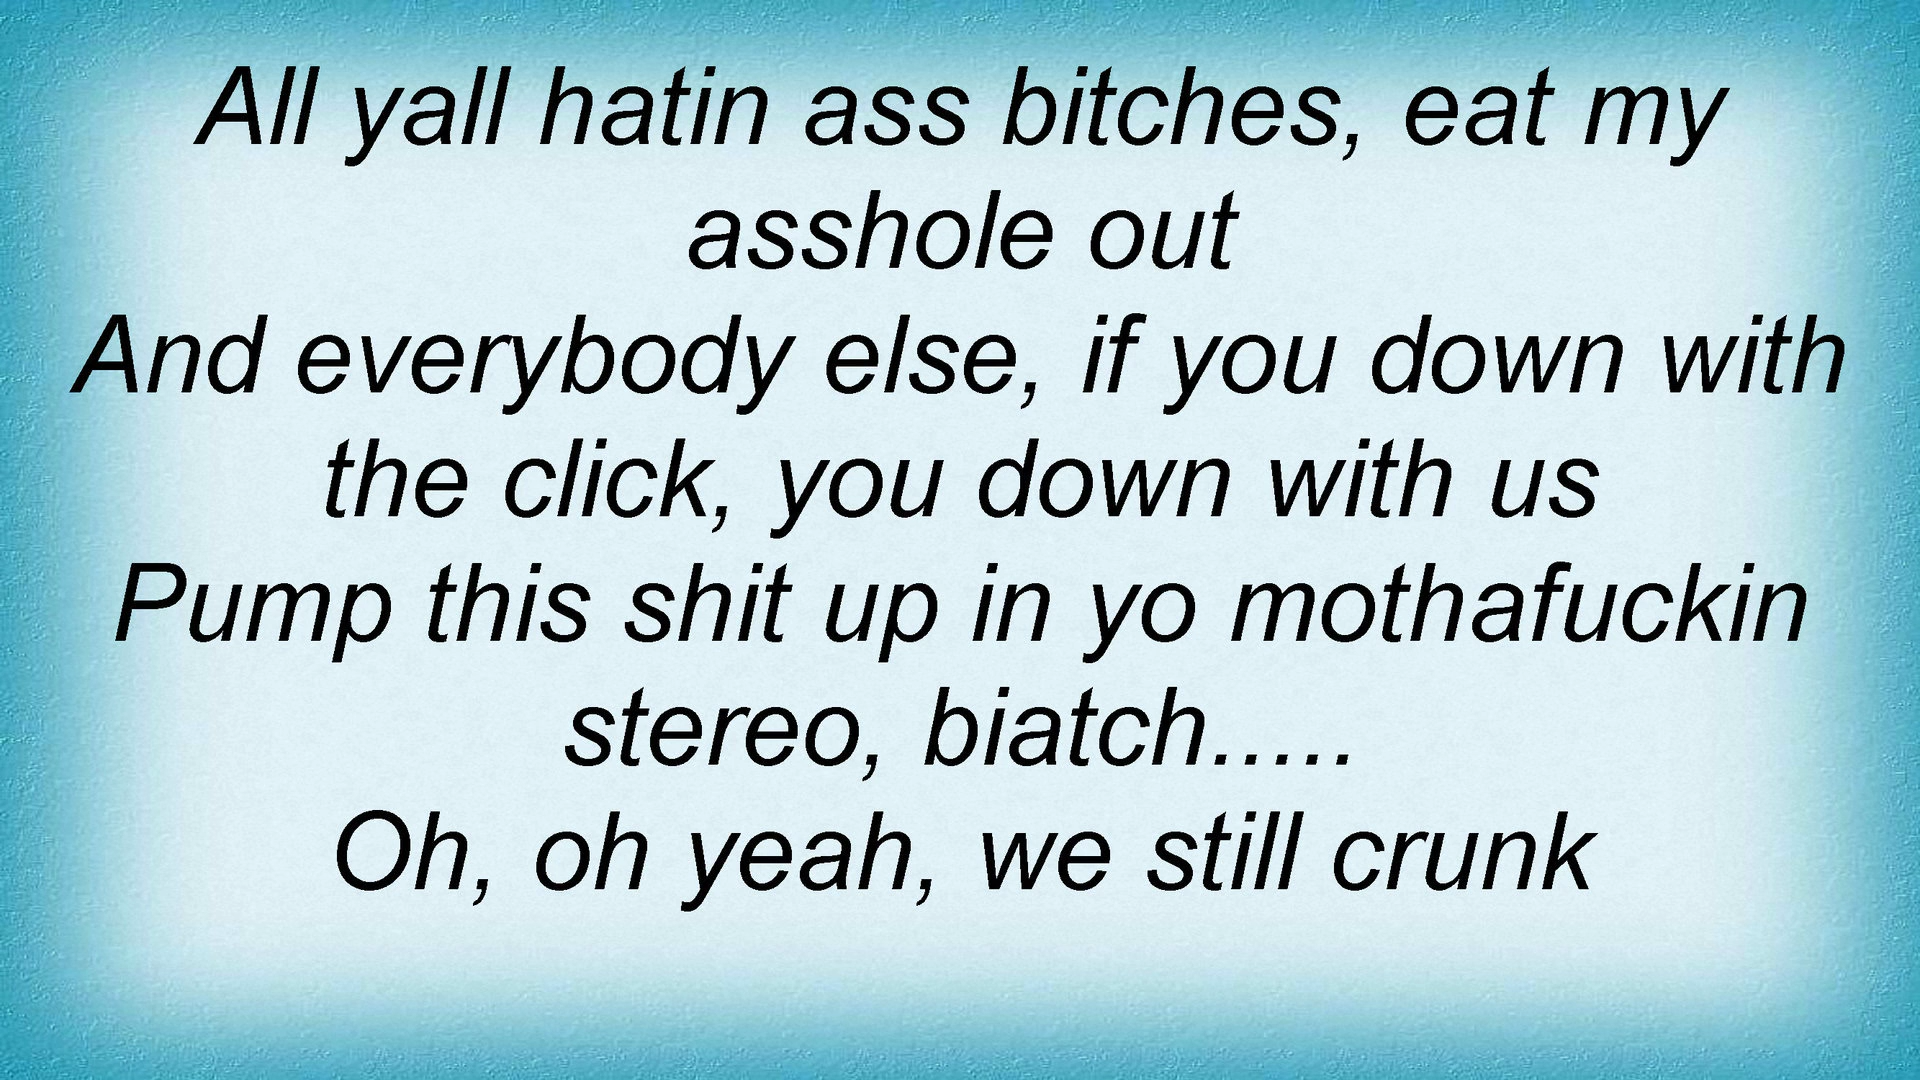 All yall hatin ass bitches, eat my
asshole out
And everybody else, if you down with
the click, you down with us
Pump this shit up in yo mothafuckin
stereo, biatch.....
Oh, oh yeah, we still crunk